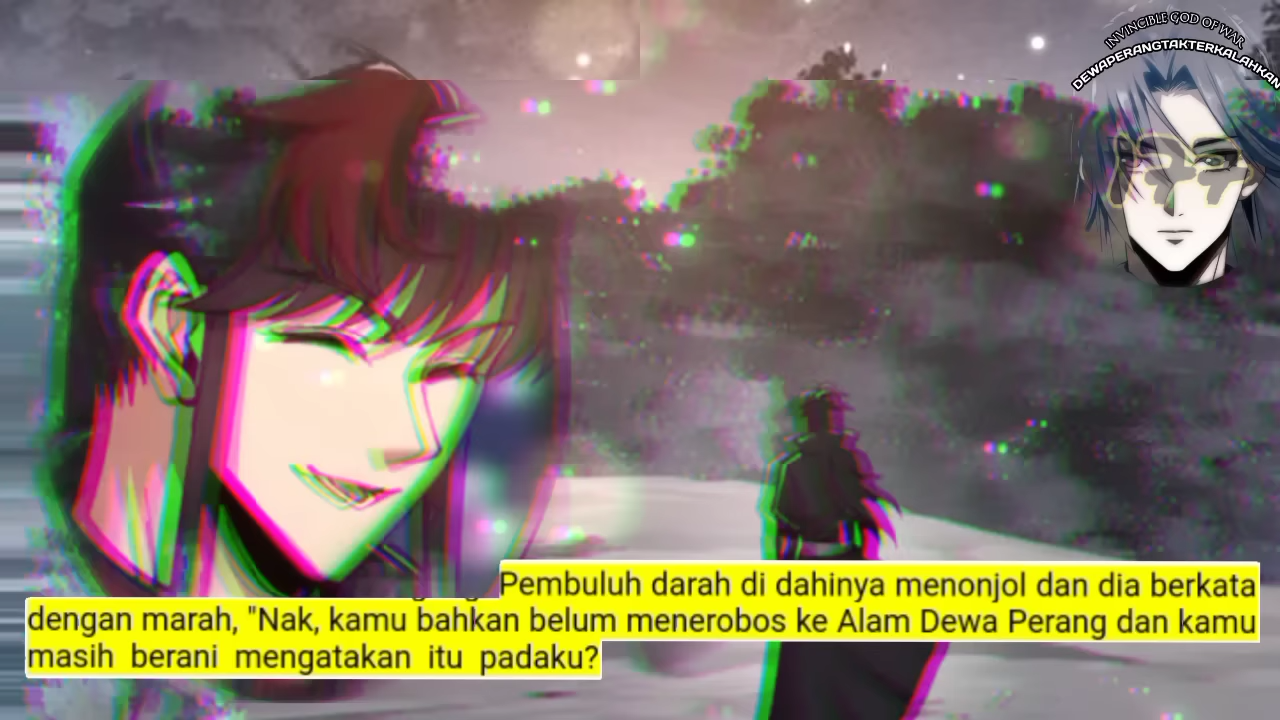 INVINCIBLE GOD OF WAR
DEWAPERANGTAKTERKALAHKAN
Pembuluh darah di dahinya menonjol dan dia berkata
dengan marah, "Nak, kamu bahkan belum menerobos ke Alam Dewa Perang dan kamu
masih berani mengatakan itu padaku?